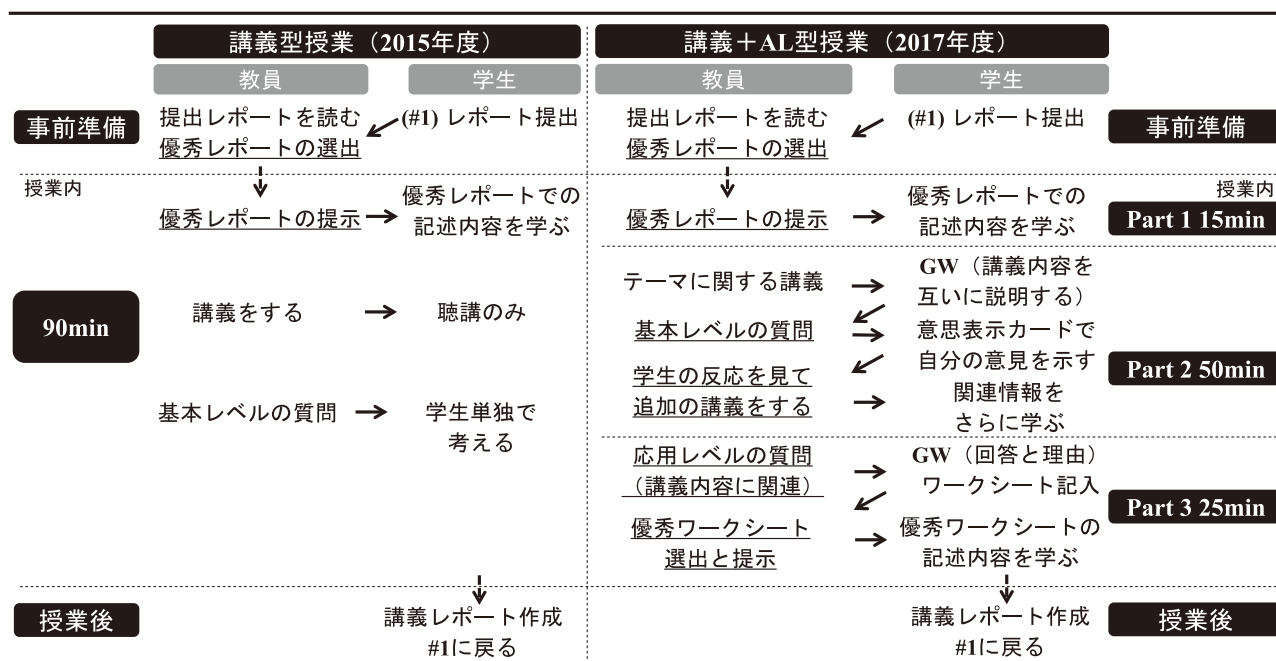 講義型授業（2015年度）
講義＋AL型授業（2017年度）
教員
学生
教員
学生
事前準備
提出レポートを読む
優秀レポートの選出
(#1) レポート提出
提出レポートを読む
優秀レポートの選出
(#1) レポート提出
事前準備
授業内
優秀レポートの提示
優秀レポートでの
記述内容を学ぶ
優秀レポートの提示
優秀レポートでの
記述内容を学ぶ
授業内
Part 1 15min
90min
講義をする
聴講のみ
基本レベルの質問
学生単独で
考える
テーマに関する講義
GW（講義内容を
互いに説明する）
基本レベルの質問
意思表示カードで
自分の意見を示す
学生の反応を見て
追加の講義をする
関連情報を
さらに学ぶ
Part 2 50min
応用レベルの質問
（講義内容に関連）
GW（回答と理由）
ワークシート記入
優秀ワークシート
選出と提示
優秀ワークシートの
記述内容を学ぶ
Part 3 25min
授業後
講義レポート作成
#1に戻る
講義レポート作成
#1に戻る
授業後